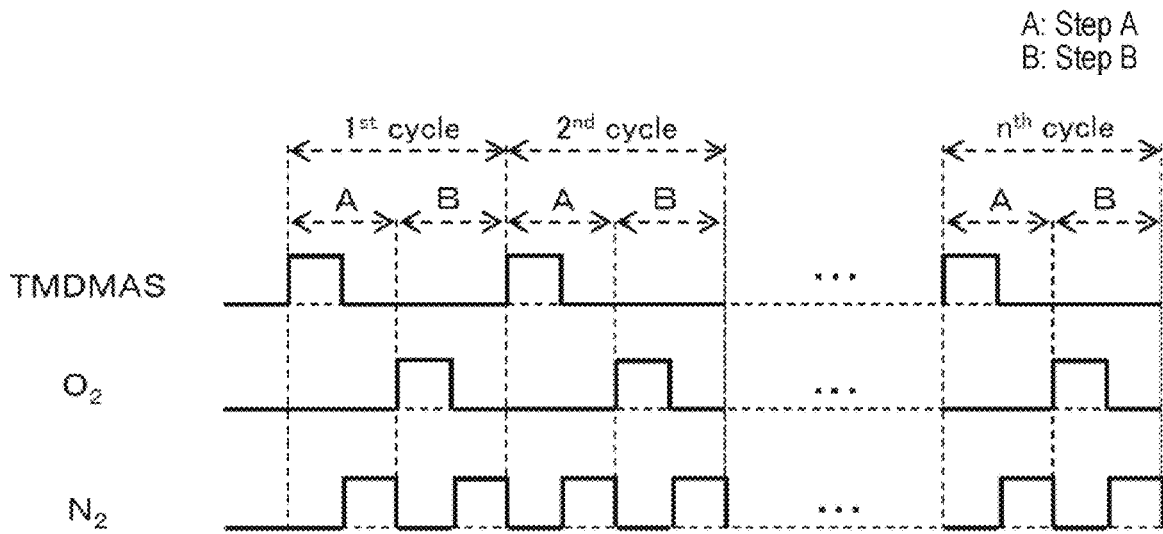 A: Step A
B: Step B
1st cycle 2nd cycle nth cycle
A B A B A B
TMDMAS ...
O2 ...
N2 ...